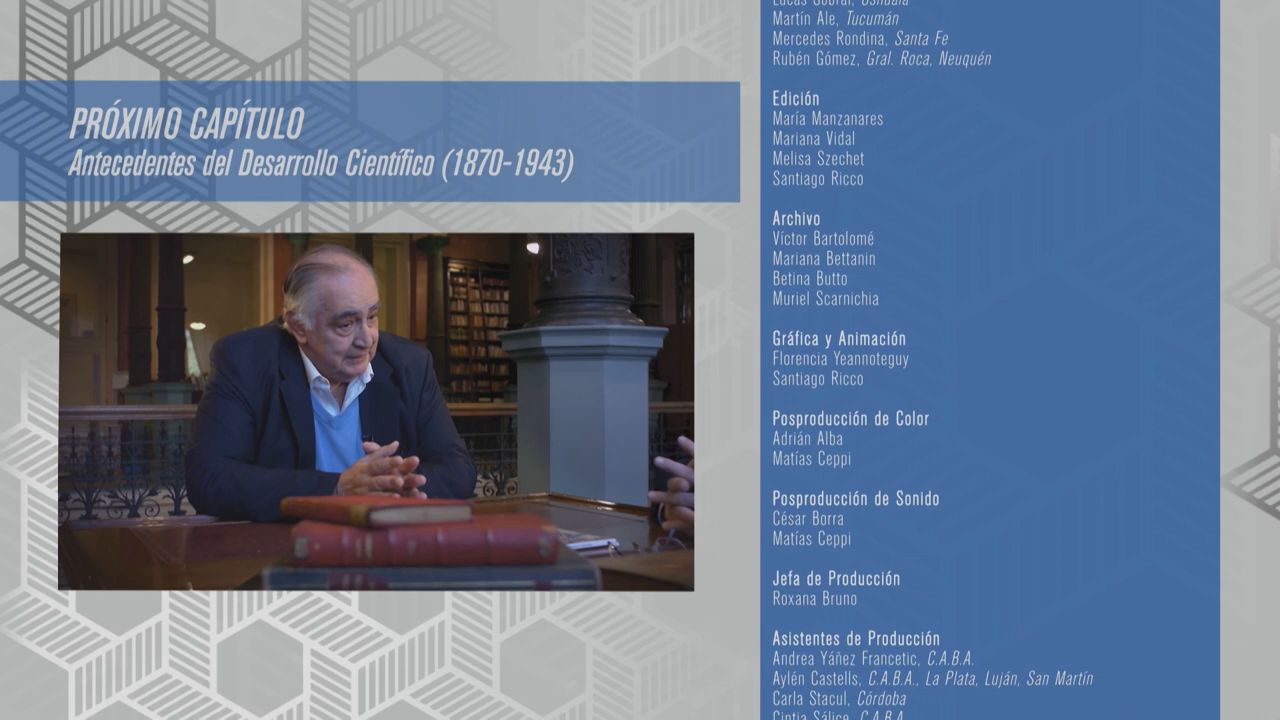 PRÓXIMO CAPÍTULO
Antecedentes del Desarrollo Científico (1870-1943)
Martín Ale, Tucumán
Mercedes Rondina, Santa Fe
Rubén Gómez, Gral. Roca, Neuquén
Edición
María Manzanares
Mariana Vidal
Melisa Szechet
Santiago Ricco
Archivo
Víctor Bartolomé
Mariana Bettanin
Betina Butto
Muriel Scarnichia
Gráfica y Animación
Florencia Yeannoteguy
Santiago Ricco
Posproducción de Color
Adrián Alba
Matías Ceppi
Posproducción de Sonido
César Borra
Matías Ceppi
Jefa de Producción
Roxana Bruno
Asistentes de Producción
Andrea Yáñez Francetic, C.A.B.A.
Aylén Castells, C.A.B.A., La Plata, Luján, San Martín
Carla Stacul, Córdoba
Cintia Sálice, C.A.B.A.